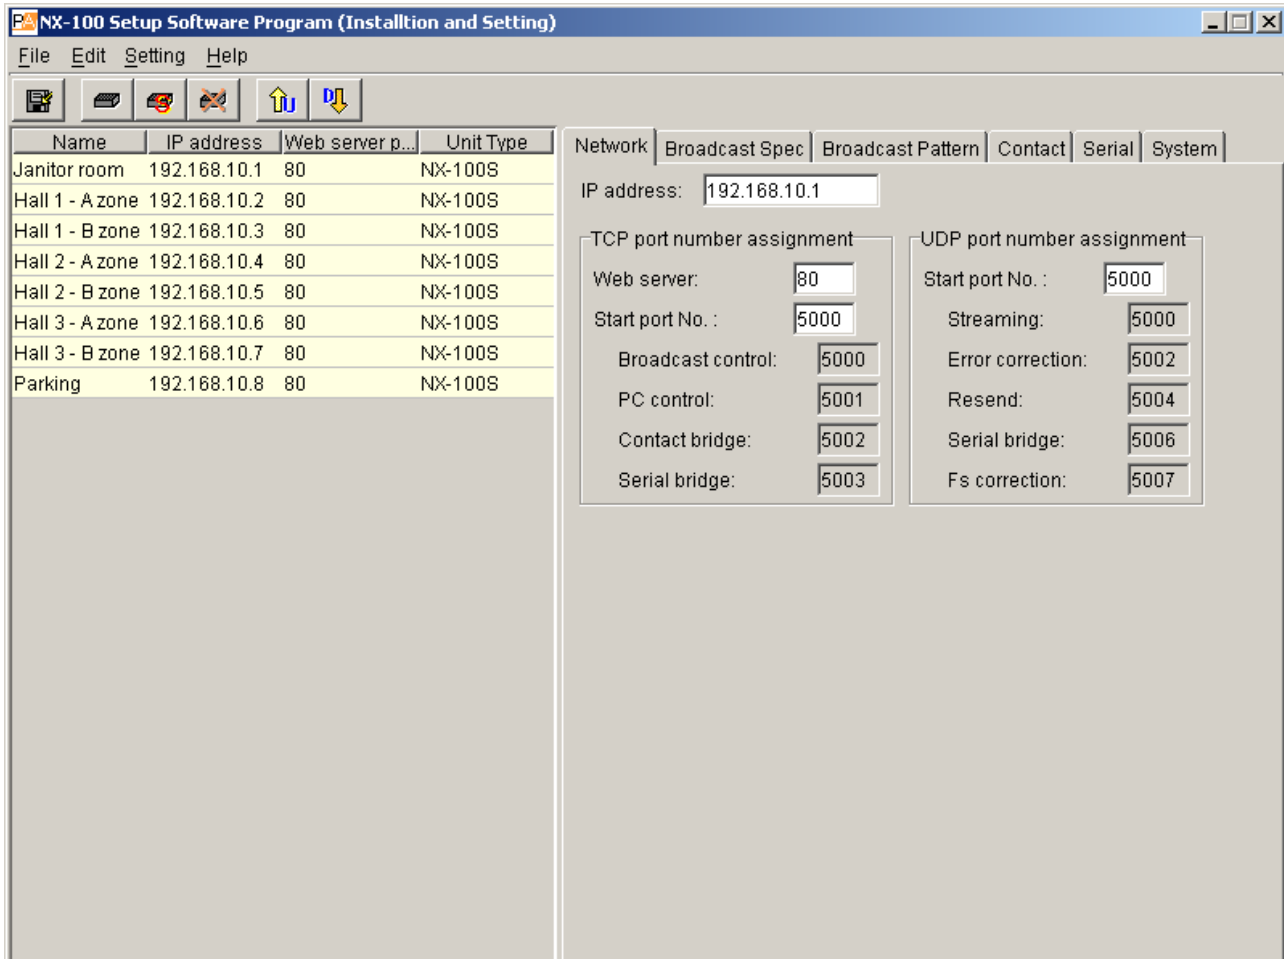 PA NX-100 Setup Software Program (Installtion and Setting)
File Edit Setting Help
U D
Name IP address Web server p... Unit Type
Janitor room 192.168.10.1 80 NX-100S
Hall 1 - A zone 192.168.10.2 80 NX-100S
Hall 1 - B zone 192.168.10.3 80 NX-100S
Hall 2 - A zone 192.168.10.4 80 NX-100S
Hall 2 - B zone 192.168.10.5 80 NX-100S
Hall 3 - A zone 192.168.10.6 80 NX-100S
Hall 3 - B zone 192.168.10.7 80 NX-100S
Parking 192.168.10.8 80 NX-100S
Network Broadcast Spec Broadcast Pattern Contact Serial System
IP address: 192.168.10.1
TCP port number assignment
Web server: 80
Start port No. : 5000
Broadcast control: 5000
PC control: 5001
Contact bridge: 5002
Serial bridge: 5003
UDP port number assignment
Start port No. : 5000
Streaming: 5000
Error correction: 5002
Resend: 5004
Serial bridge: 5006
Fs correction: 5007